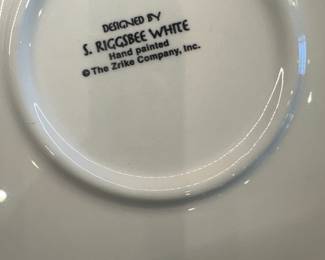 DESIGNED BY
S. RIGGSBEE WHITE
Hand painted
© The Zrike Company, Inc.